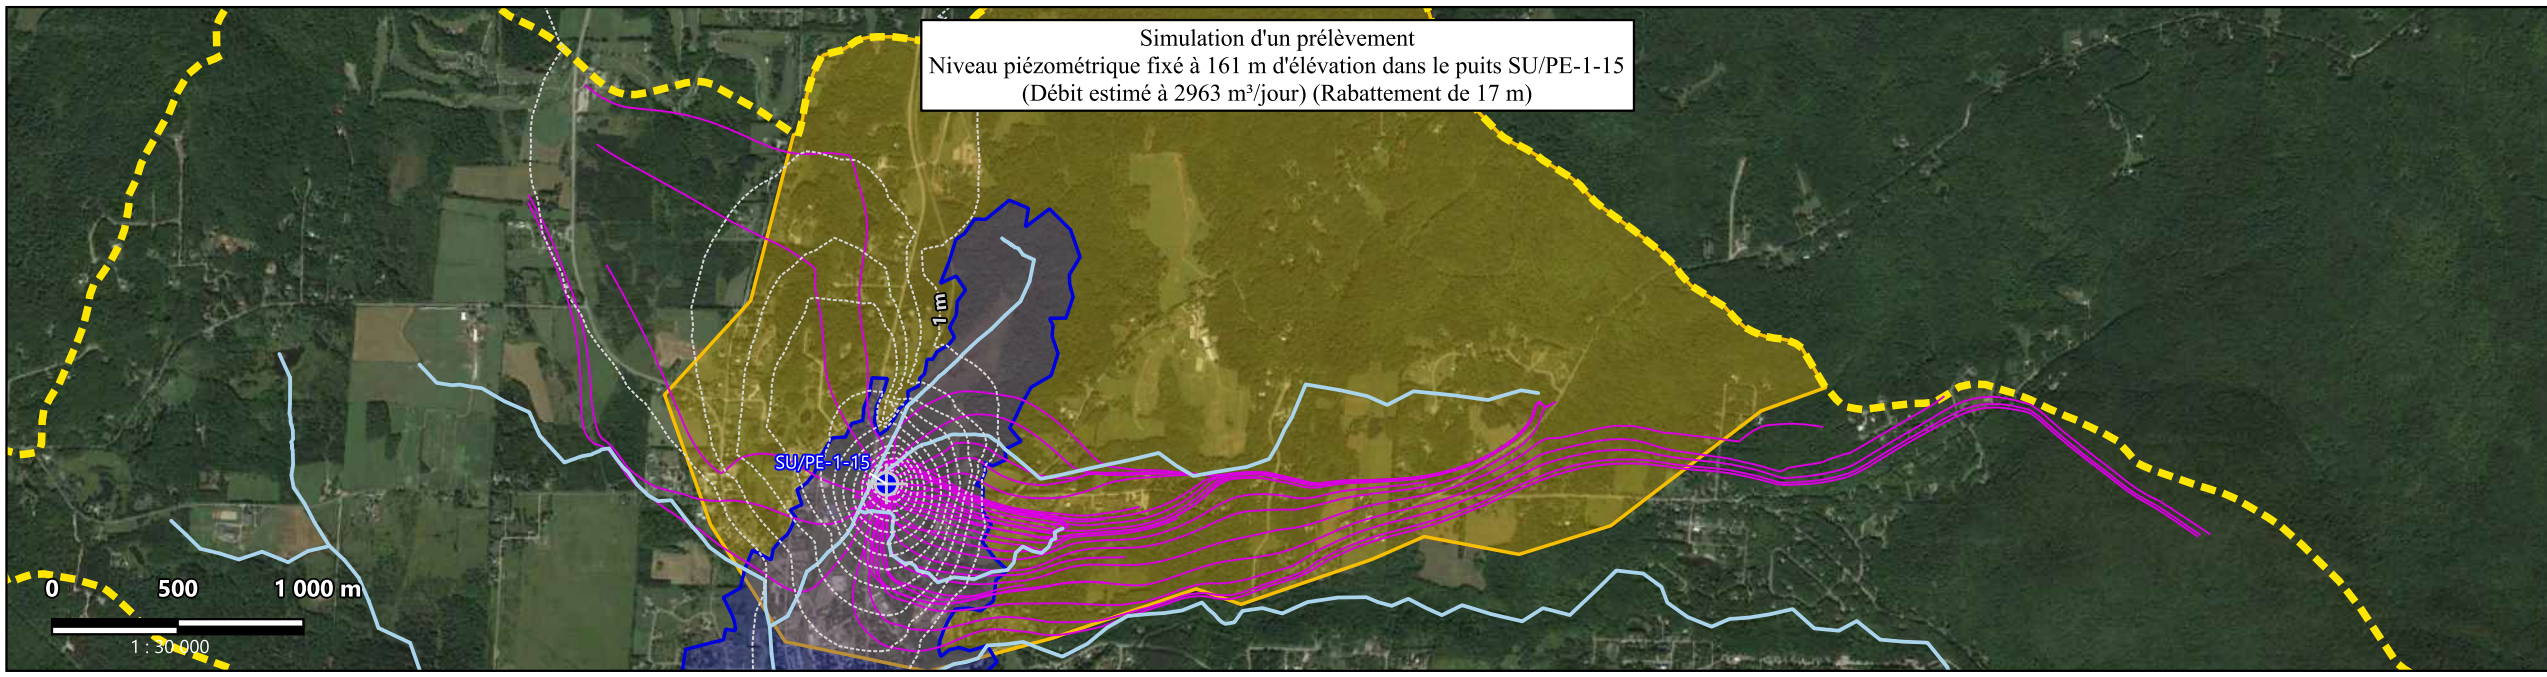 Simulation d'un prélèvement
Niveau piézométrique fixé à 161 m d'élévation dans le puits SU/PE-1-15
(Débit estimé à 2963 m³/jour) (Rabattement de 17 m)
1 m
SU/PE-1-15
0 500 1 000 m
1 : 30 000